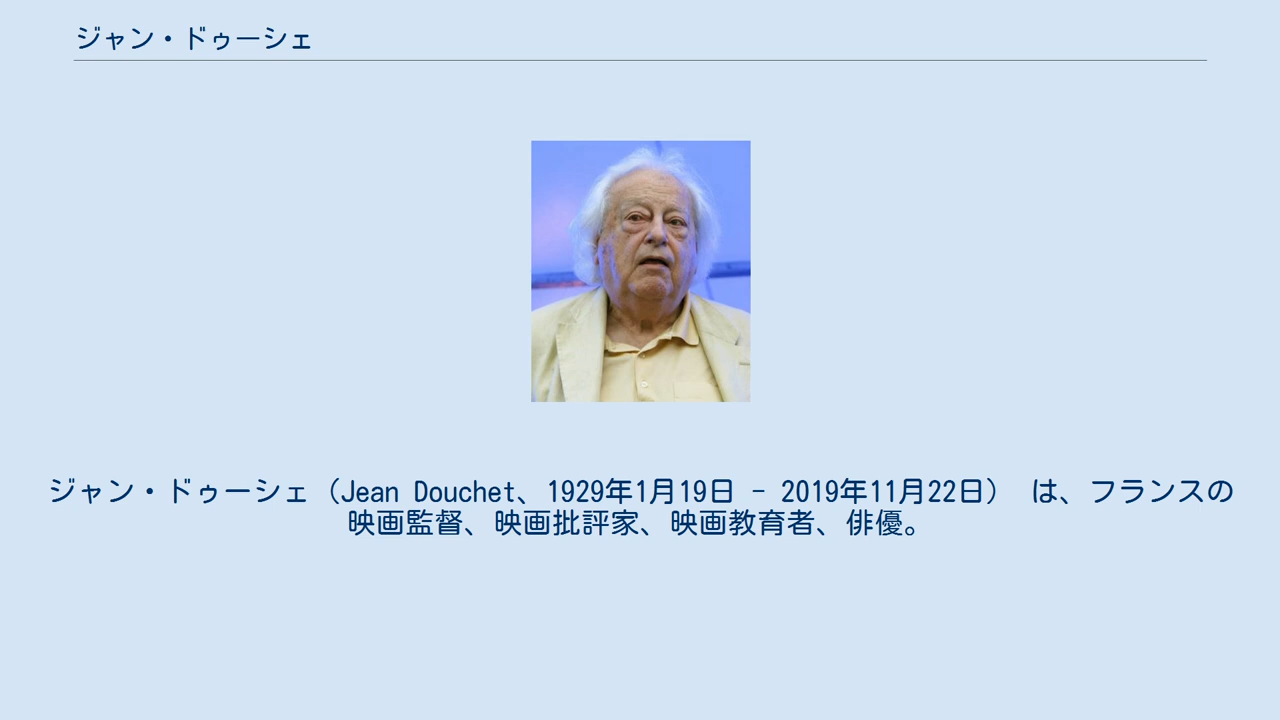 ジャン・ドゥーシェ
ジャン・ドゥーシェ（Jean Douchet、1929年1月19日 - 2019年11月22日） は、フランスの
映画監督、映画批評家、映画教育者、俳優。